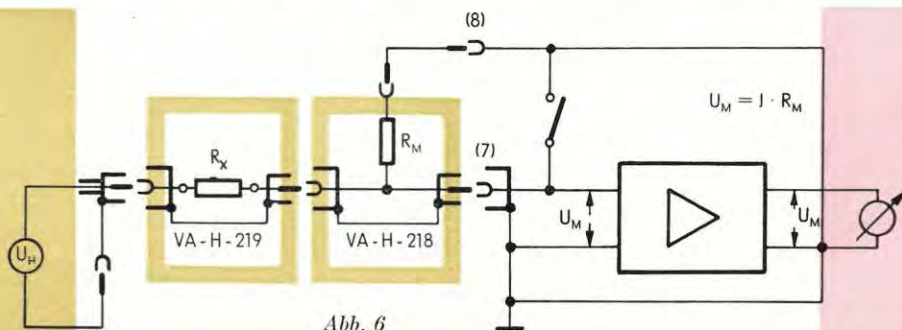 (8)
U_M = J · R_M
R_M
(7)
R_X
U_M
U_M
U_H
VA - H - 219
VA - H - 218
Abb. 6